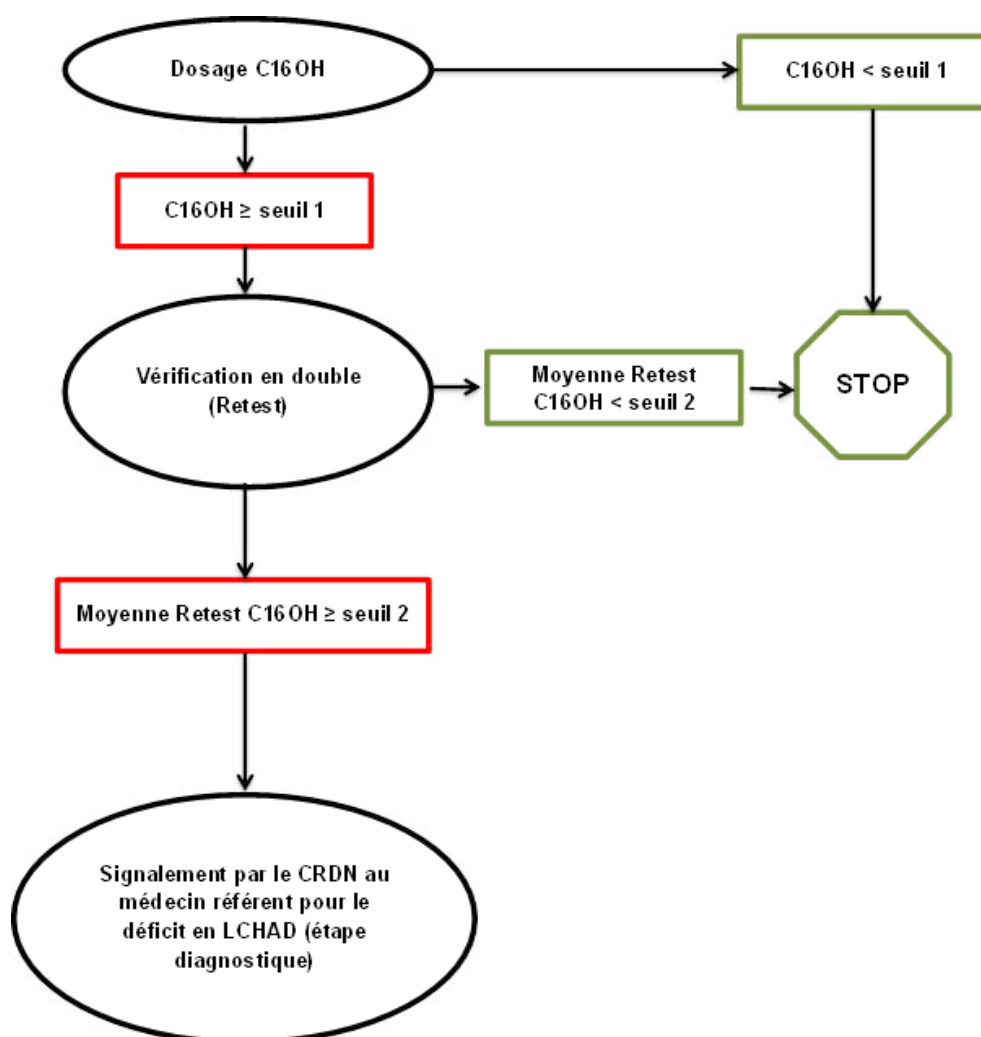 Dosage C16OH
C16OH < seuil 1
C16OH ≥ seuil 1
Vérification en double
(Retest)
Moyenne Retest
C16OH < seuil 2
STOP
Moyenne Retest C16OH ≥ seuil 2
Signalement par le CRDN au
médecin référent pour le
déficit en LCHAD (étape
diagnostique)